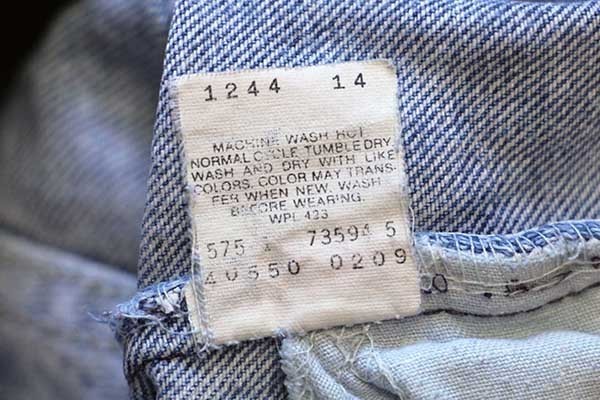 1244 14
MACHINE WASH HOT
NORMAL CYCLE TUMBLE DRY
WASH AND DRY WITH LIKE
COLORS. COLOR MAY TRANS-
FER WHEN NEW. WASH
BEFORE WEARING.
WPL 423
575 73594 5
40550 0209